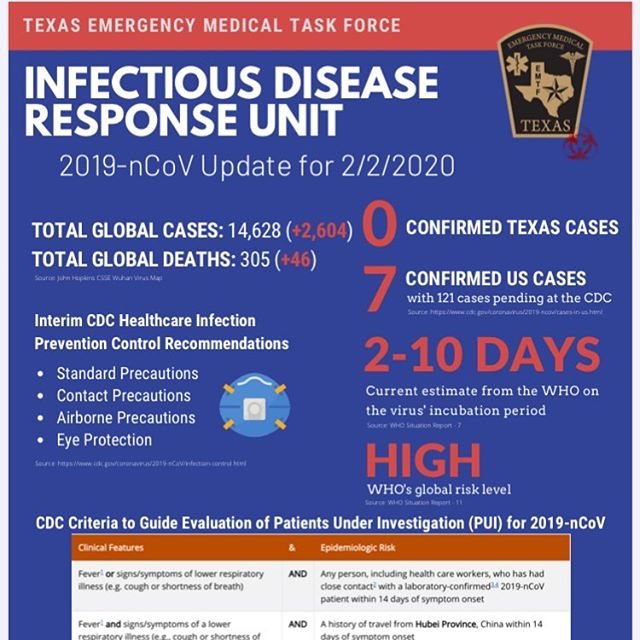 TEXAS EMERGENCY MEDICAL TASK FORCE
EMERGENCY MEDICAL
TASK FORCE
EMTF
TEXAS
INFECTIOUS DISEASE
RESPONSE UNIT
2019-nCoV Update for 2/2/2020
TOTAL GLOBAL CASES: 14,628 (+2,604)
TOTAL GLOBAL DEATHS: 305 (+46)
Source: John Hopkins CSSE Wuhan Virus Map
0 CONFIRMED TEXAS CASES
7 CONFIRMED US CASES
with 121 cases pending at the CDC
Source: https://www.cdc.gov/coronavirus/2019-ncov/cases-in-us.html
Interim CDC Healthcare Infection
Prevention Control Recommendations
• Standard Precautions
• Contact Precautions
• Airborne Precautions
• Eye Protection
Source: https://www.cdc.gov/coronavirus/2019-nCoV/infection-control.html
2-10 DAYS
Current estimate from the WHO on
the virus' incubation period
Source: WHO Situation Report - 7
HIGH
WHO's global risk level
Source: WHO Situation Report - 11
CDC Criteria to Guide Evaluation of Patients Under Investigation (PUI) for 2019-nCoV
Clinical Features & Epidemiologic Risk
Fever1 or signs/symptoms of lower respiratory
illness (e.g. cough or shortness of breath)
AND
Any person, including health care workers, who has had
close contact2 with a laboratory-confirmed3,4 2019-nCoV
patient within 14 days of symptom onset
Fever1 and signs/symptoms of a lower
respiratory illness (e.g., cough or shortness of
AND
A history of travel from Hubei Province, China within 14
days of symptom onset